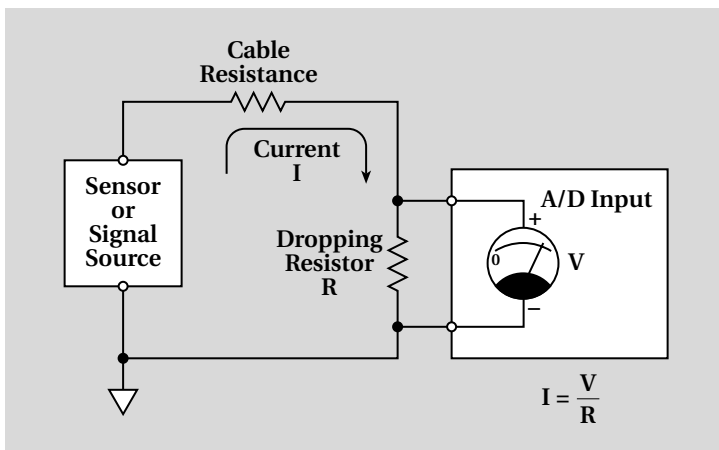 Cable
Resistance
Current
I
Sensor
or
Signal
Source
Dropping
Resistor
R
A/D Input
+
0
V
−
I = V
R